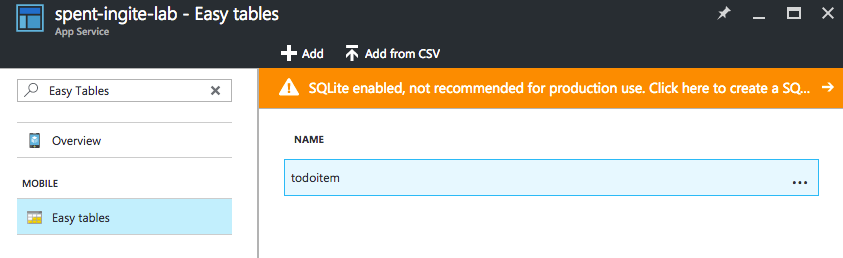 spent-ingite-lab - Easy tables
App Service
Add
Add from CSV
Easy Tables
SQLite enabled, not recommended for production use. Click here to create a SQ...
Overview
NAME
MOBILE
todoitem
...
Easy tables